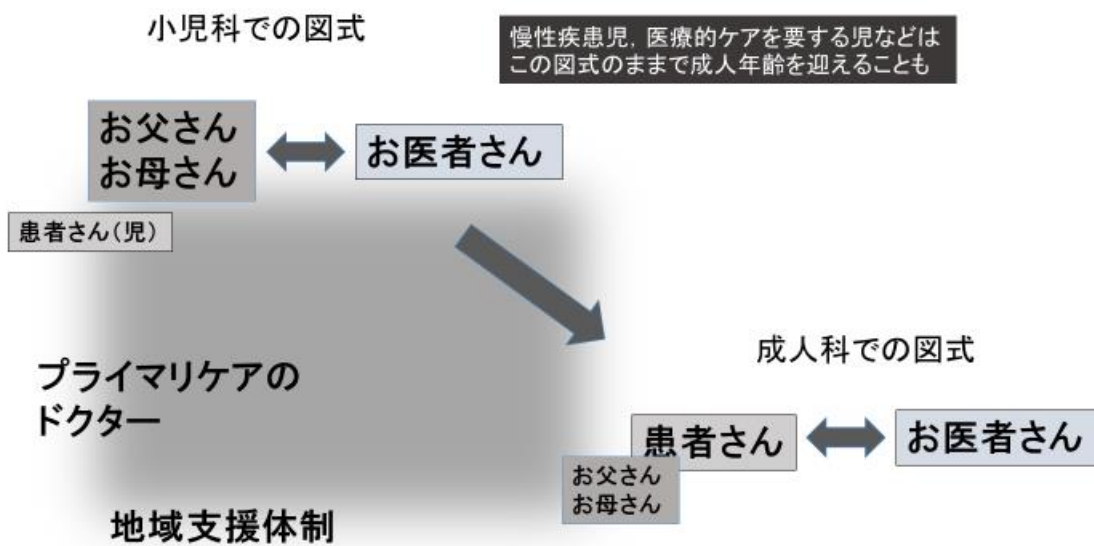 小児科での図式
慢性疾患児，医療的ケアを要する児などは
この図式のままで成人年齢を迎えることも
お父さん
お母さん
お医者さん
患者さん（児）
プライマリケアの
ドクター
地域支援体制
成人科での図式
患者さん
お医者さん
お父さん
お母さん